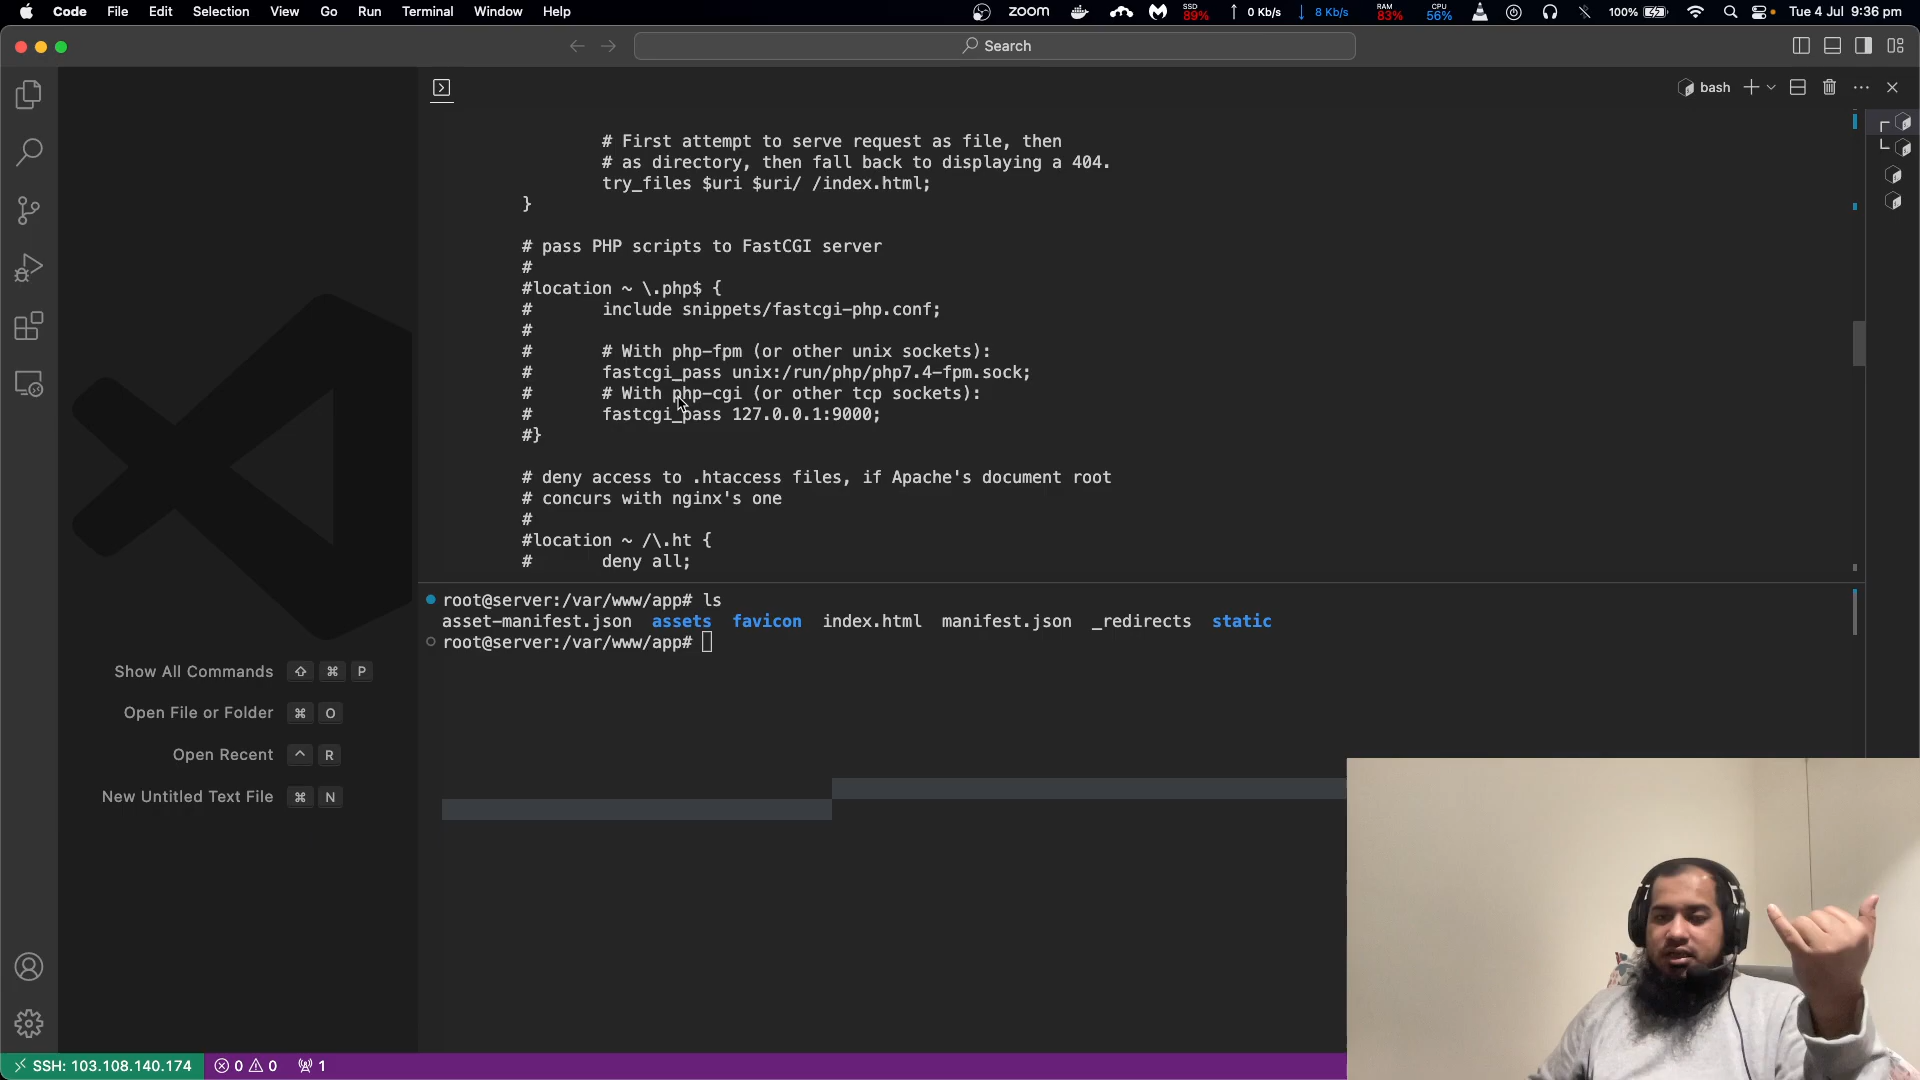 Code File Edit Selection View Go Run Terminal Window Help
zoom SSD 89% ↑ 0 Kb/s ↓ 8 Kb/s RAM 83% CPU 56% 100% Tue 4 Jul 9:36 pm
Search
bash
# First attempt to serve request as file, then
# as directory, then fall back to displaying a 404.
try_files $uri $uri/ /index.html;
}
# pass PHP scripts to FastCGI server
#
#location ~ \.php$ {
# include snippets/fastcgi-php.conf;
#
# # With php-fpm (or other unix sockets):
# fastcgi_pass unix:/run/php/php7.4-fpm.sock;
# # With php-cgi (or other tcp sockets):
# fastcgi_pass 127.0.0.1:9000;
#}
# deny access to .htaccess files, if Apache's document root
# concurs with nginx's one
#
#location ~ /\.ht {
# deny all;
root@server:/var/www/app# ls
asset-manifest.json assets favicon index.html manifest.json _redirects static
root@server:/var/www/app#
Show All Commands ⇧ ⌘ P
Open File or Folder ⌘ O
Open Recent ^ R
New Untitled Text File ⌘ N
SSH: 103.108.140.174 0 0 1